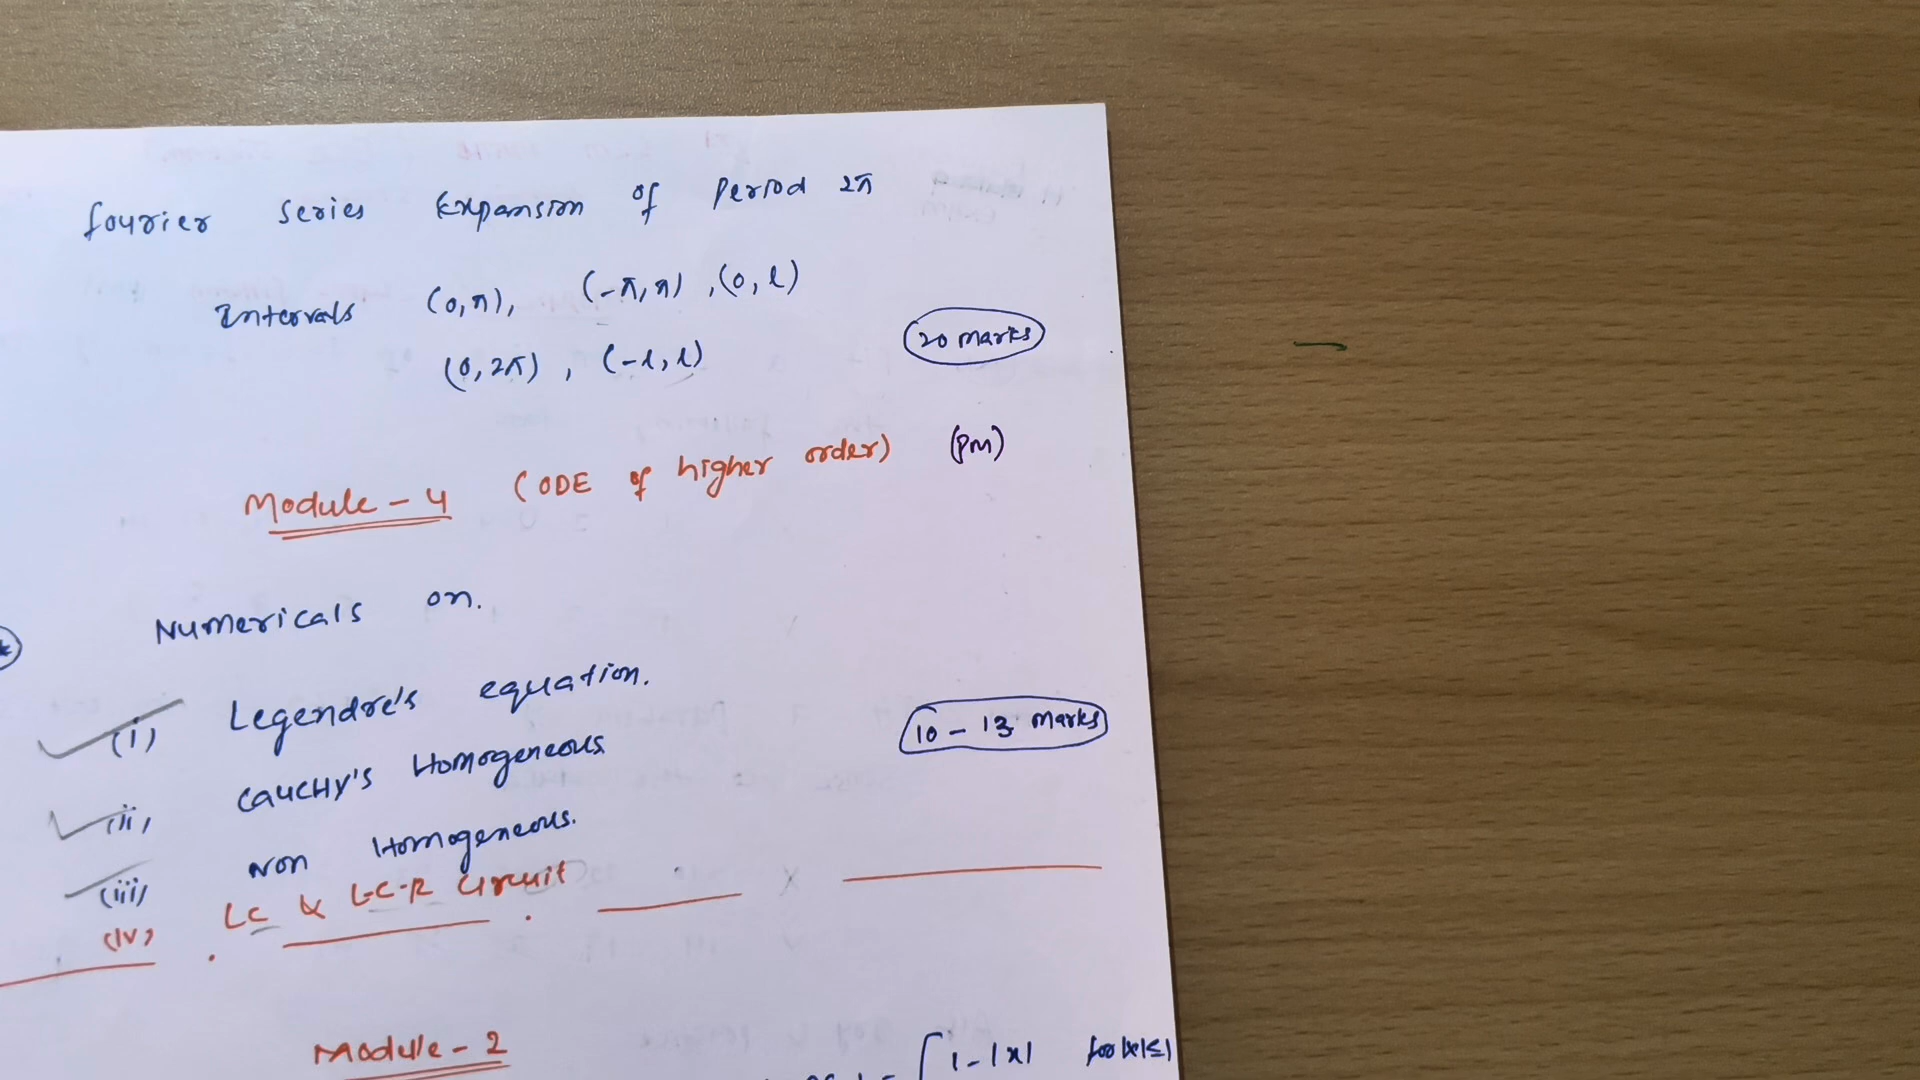 Fourier series Expansion of Period 2π
Intervals (0,π), (-π,π), (0,l)
(0,2π), (-l,l)
20 marks
Module-4 (ODE of higher order) (PM)
Numericals on.
(i) Legendre's equation.
(ii) CAUCHY's Homogeneous
10 - 13 marks
(iii) Non Homogeneous.
(iv) LC & L-C-R circuit
Module-2
1-|x| for |x|≤1